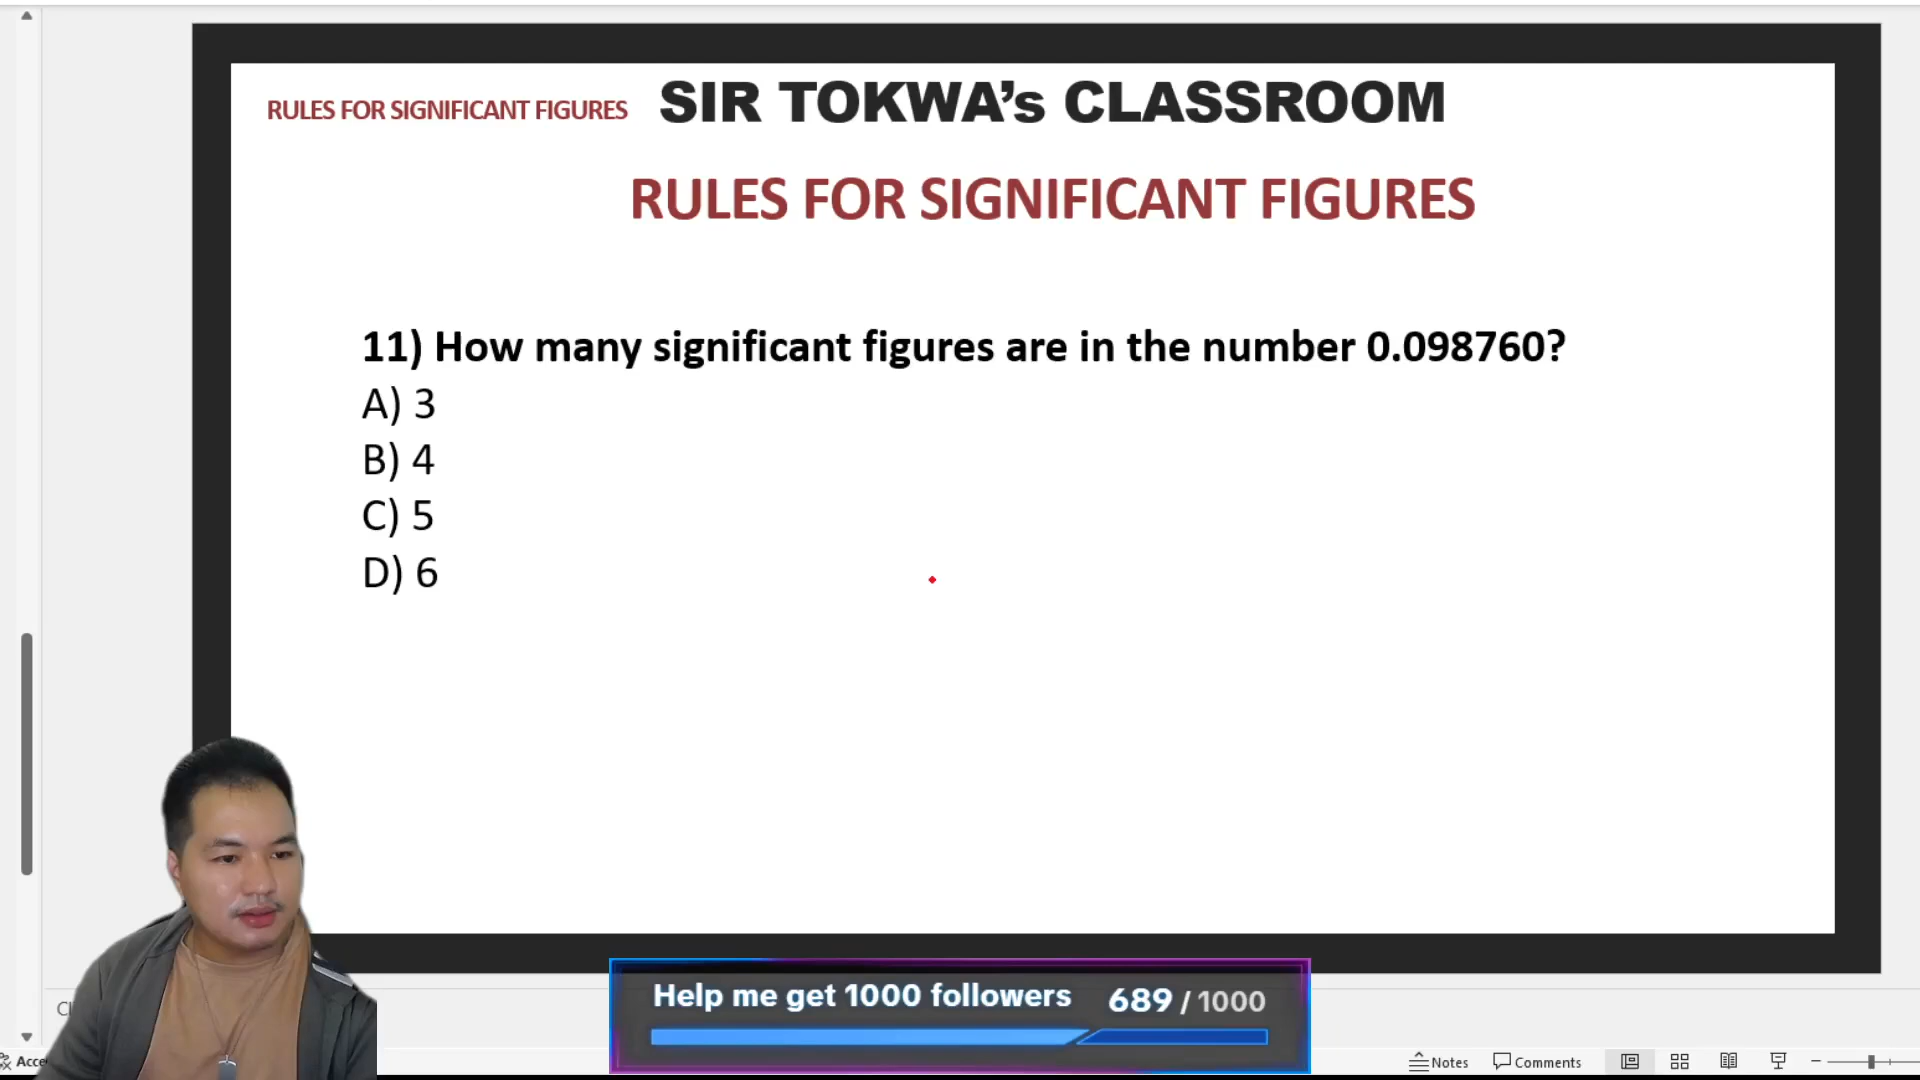 RULES FOR SIGNIFICANT FIGURES
SIR TOKWA's CLASSROOM
RULES FOR SIGNIFICANT FIGURES
11) How many significant figures are in the number 0.098760?
A) 3
B) 4
C) 5
D) 6
Help me get 1000 followers 689 / 1000
Notes
Comments